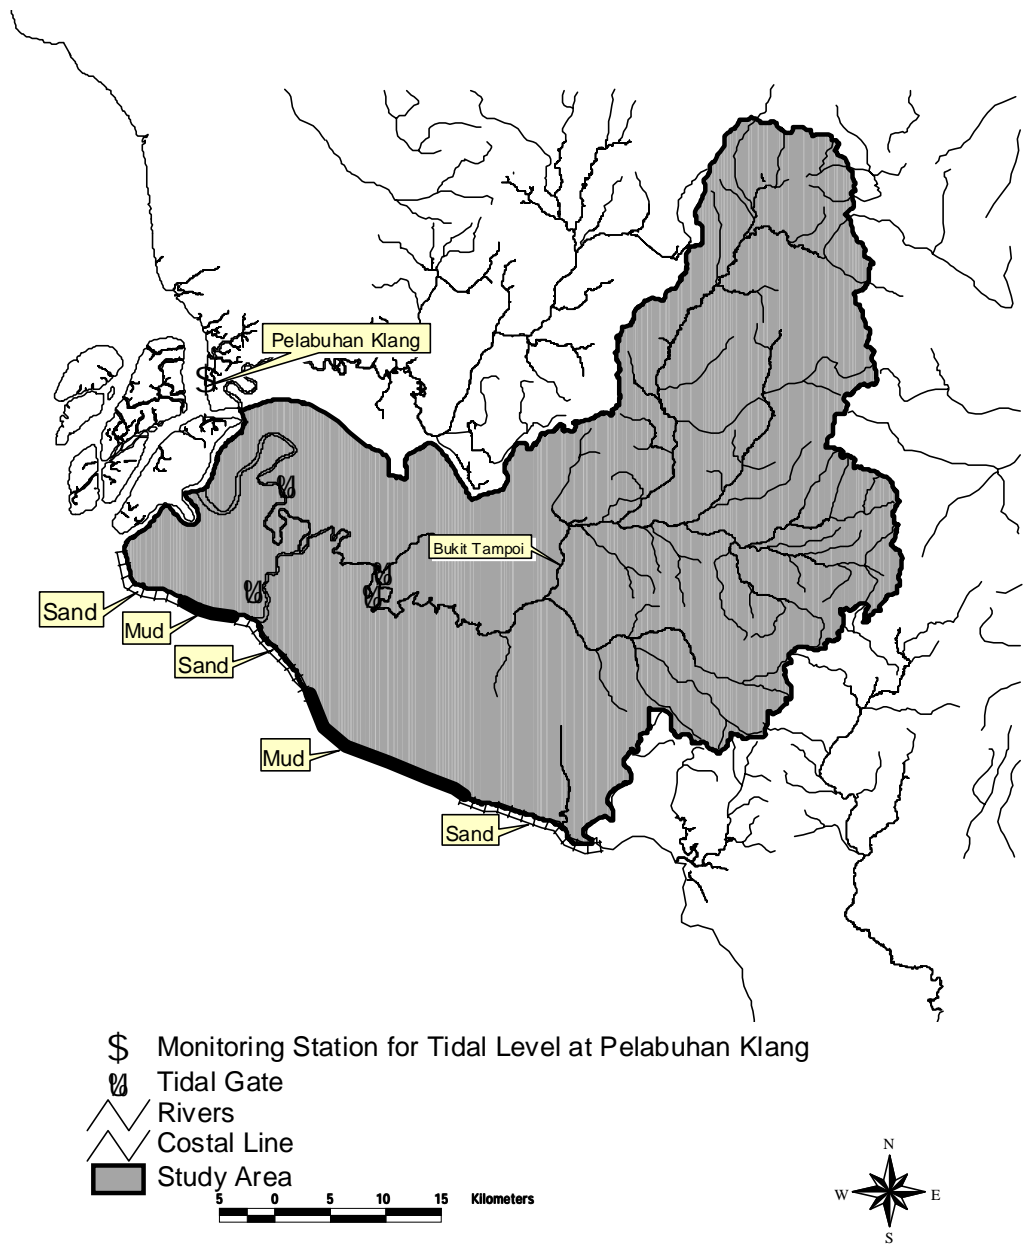 Pelabuhan Klang
Bukit Tampoi
Sand
Mud
Sand
Mud
Sand
$ Monitoring Station for Tidal Level at Pelabuhan Klang
Tidal Gate
Rivers
Costal Line
Study Area
5 0 5 10 15 Kilometers
N
W E
S